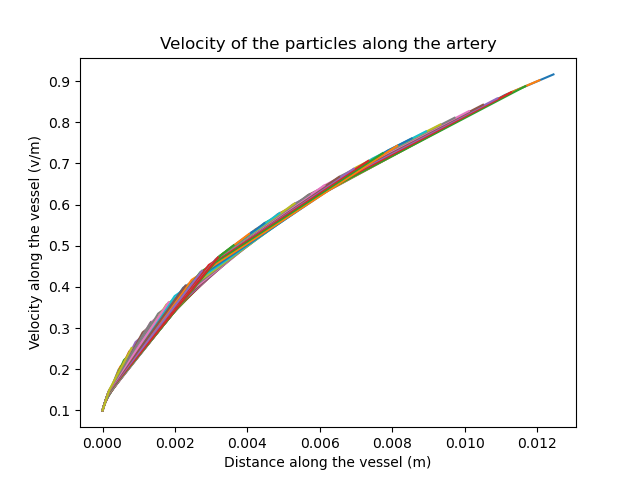 Velocity of the particles along the artery
Velocity along the vessel (v/m)
0.9
0.8
0.7
0.6
0.5
0.4
0.3
0.2
0.1
0.000 0.002 0.004 0.006 0.008 0.010 0.012
Distance along the vessel (m)